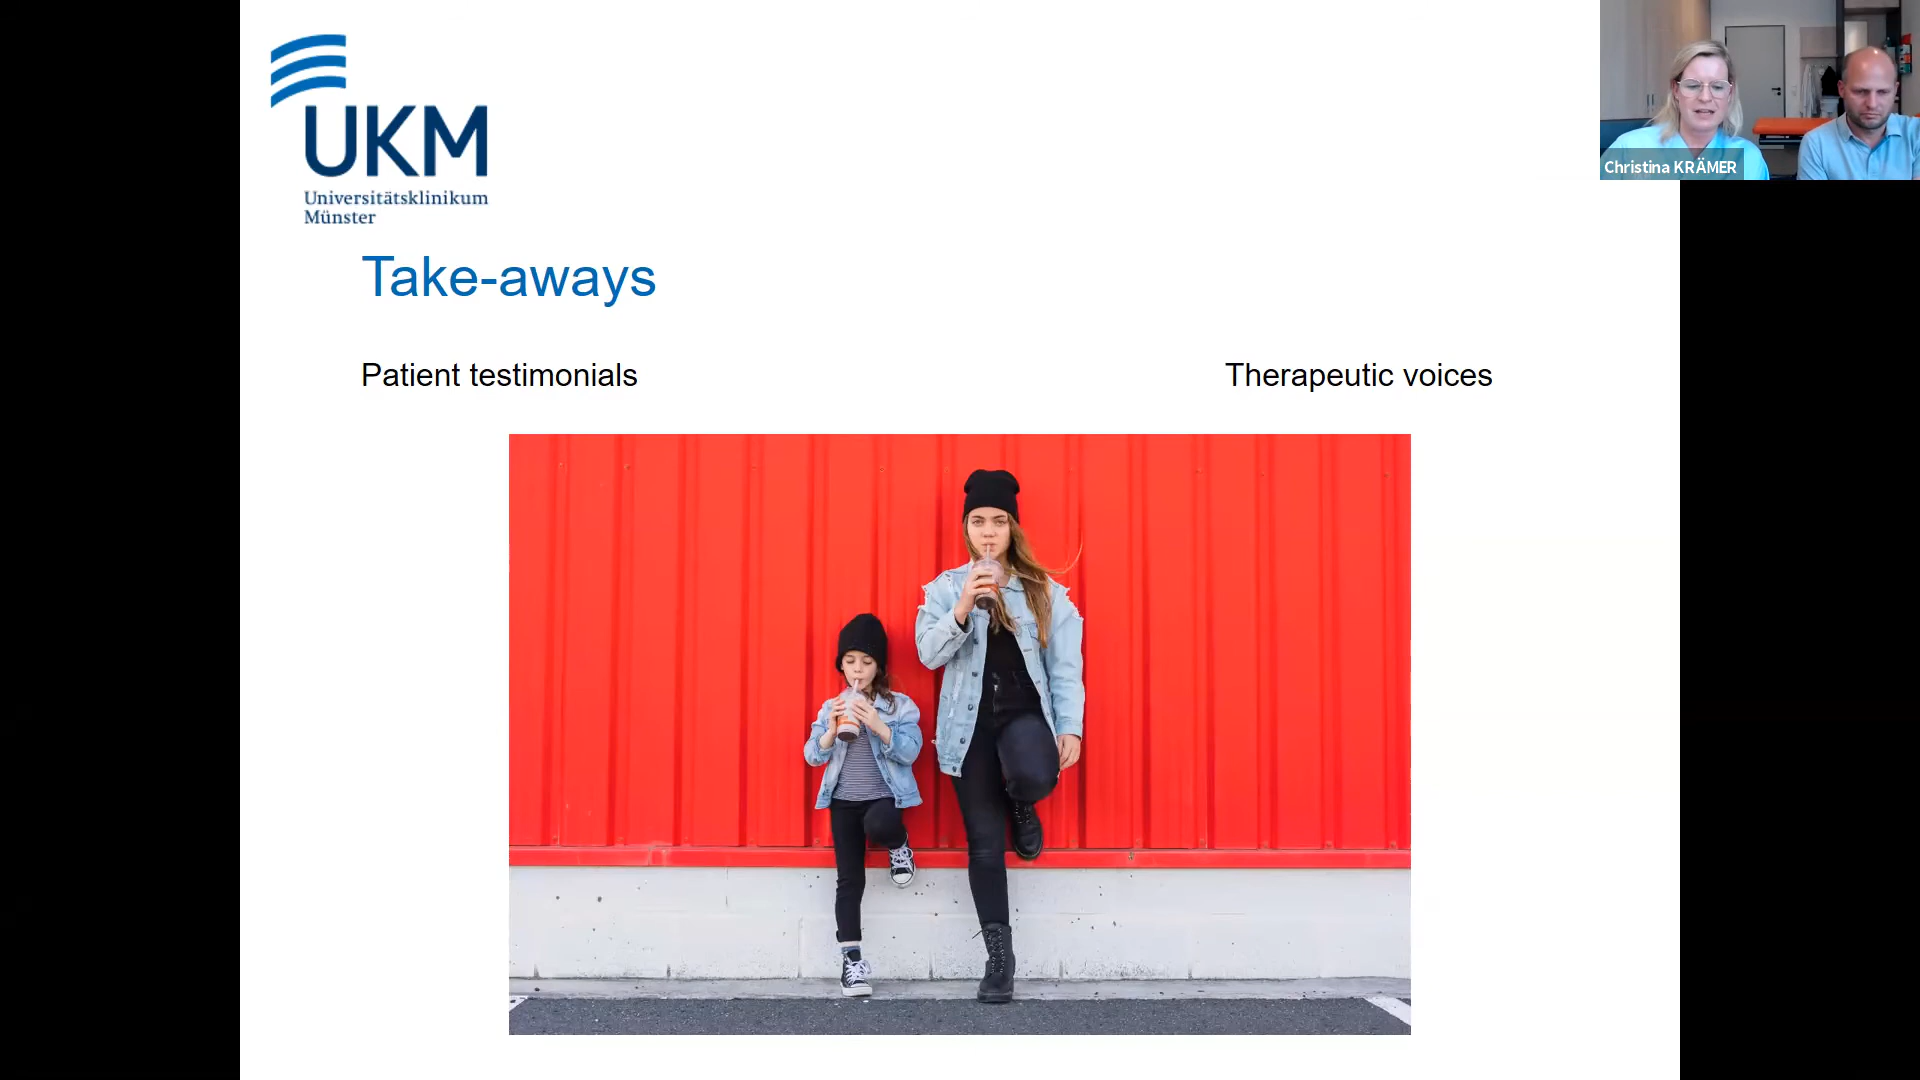 UKM
Universitätsklinikum
Münster
Christina KRÄMER
Take-aways
Patient testimonials
Therapeutic voices